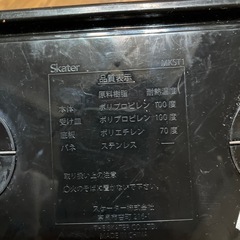 Skater
MKST1
品質表示
原料樹脂 耐熱温度
本体 ポリプロピレン 100度
受け皿 ポリプロピレン 100度
底板 ポリエチレン 70度
バネ ステンレス ー
取り扱い上の注意
○火のそばに置かないで下さい。
スケーター株式会社